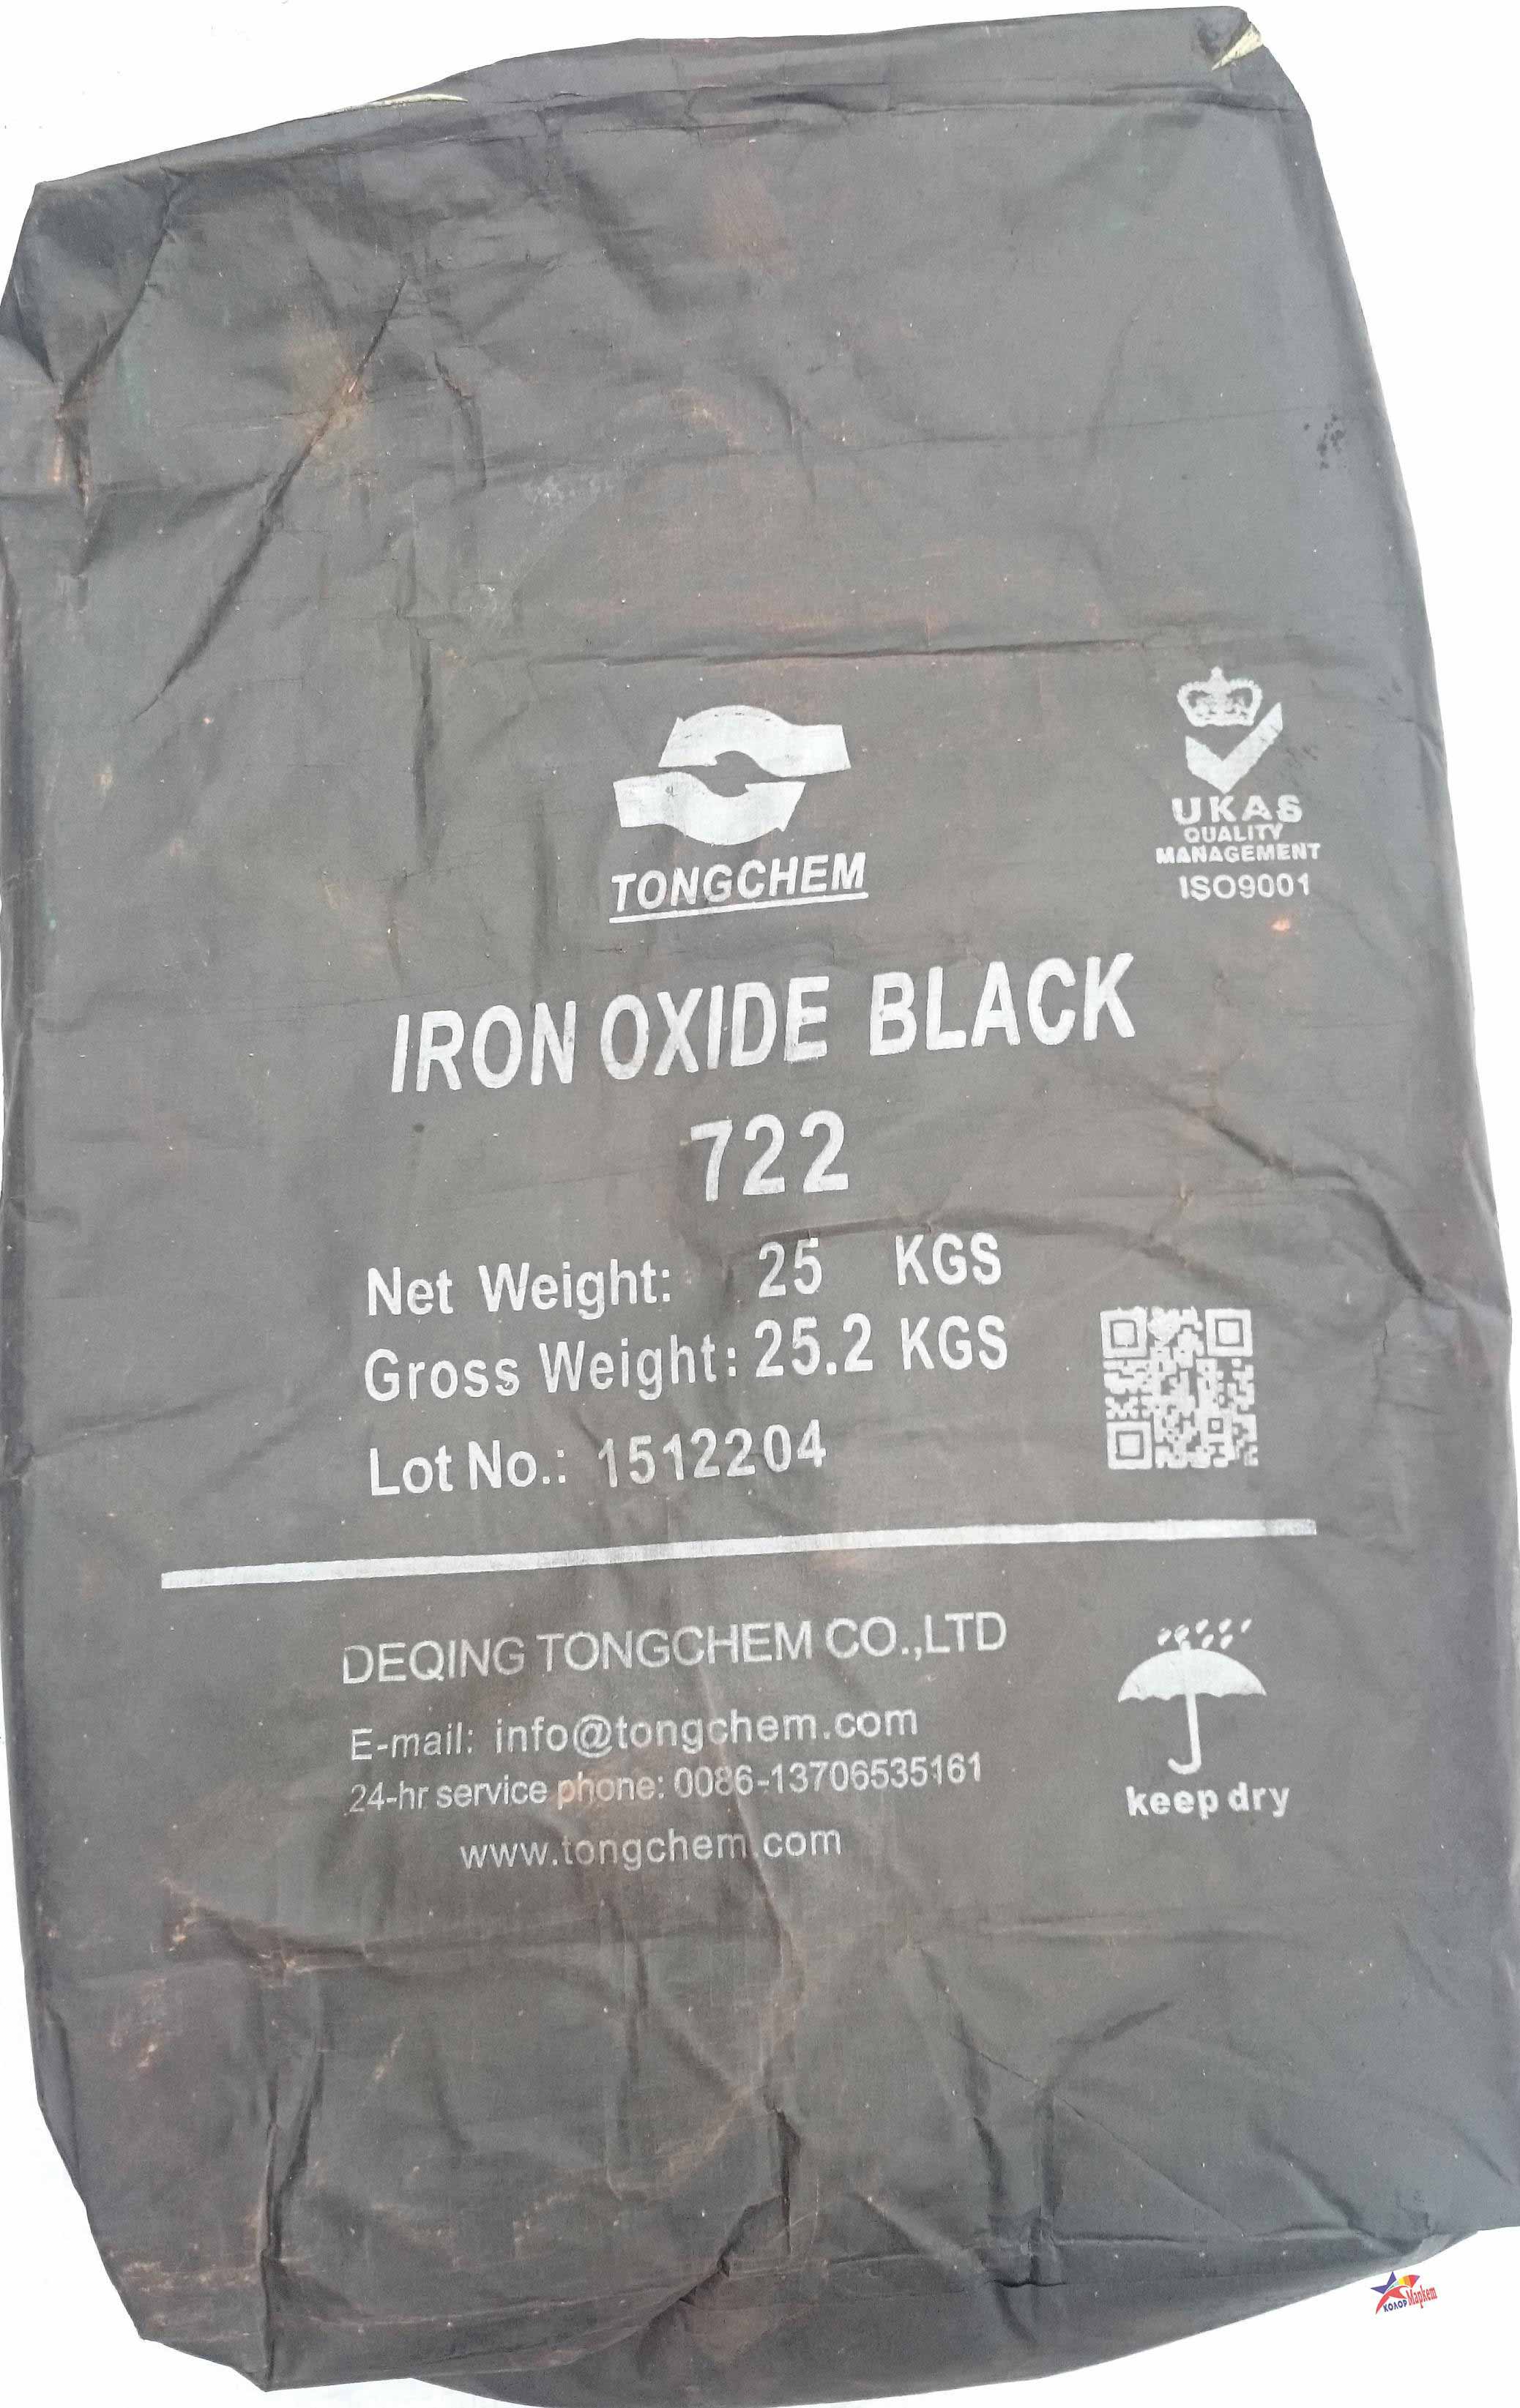 TONGCHEM
UKAS
QUALITY
MANAGEMENT
ISO9001
IRON OXIDE BLACK
722
Net Weight: 25 KGS
Gross Weight: 25.2 KGS
Lot No.: 1512204
DEQING TONGCHEM CO.,LTD
E-mail: info@tongchem.com
24-hr service phone: 0086-13706535161
www.tongchem.com
keep dry
КОЛОР Маркет